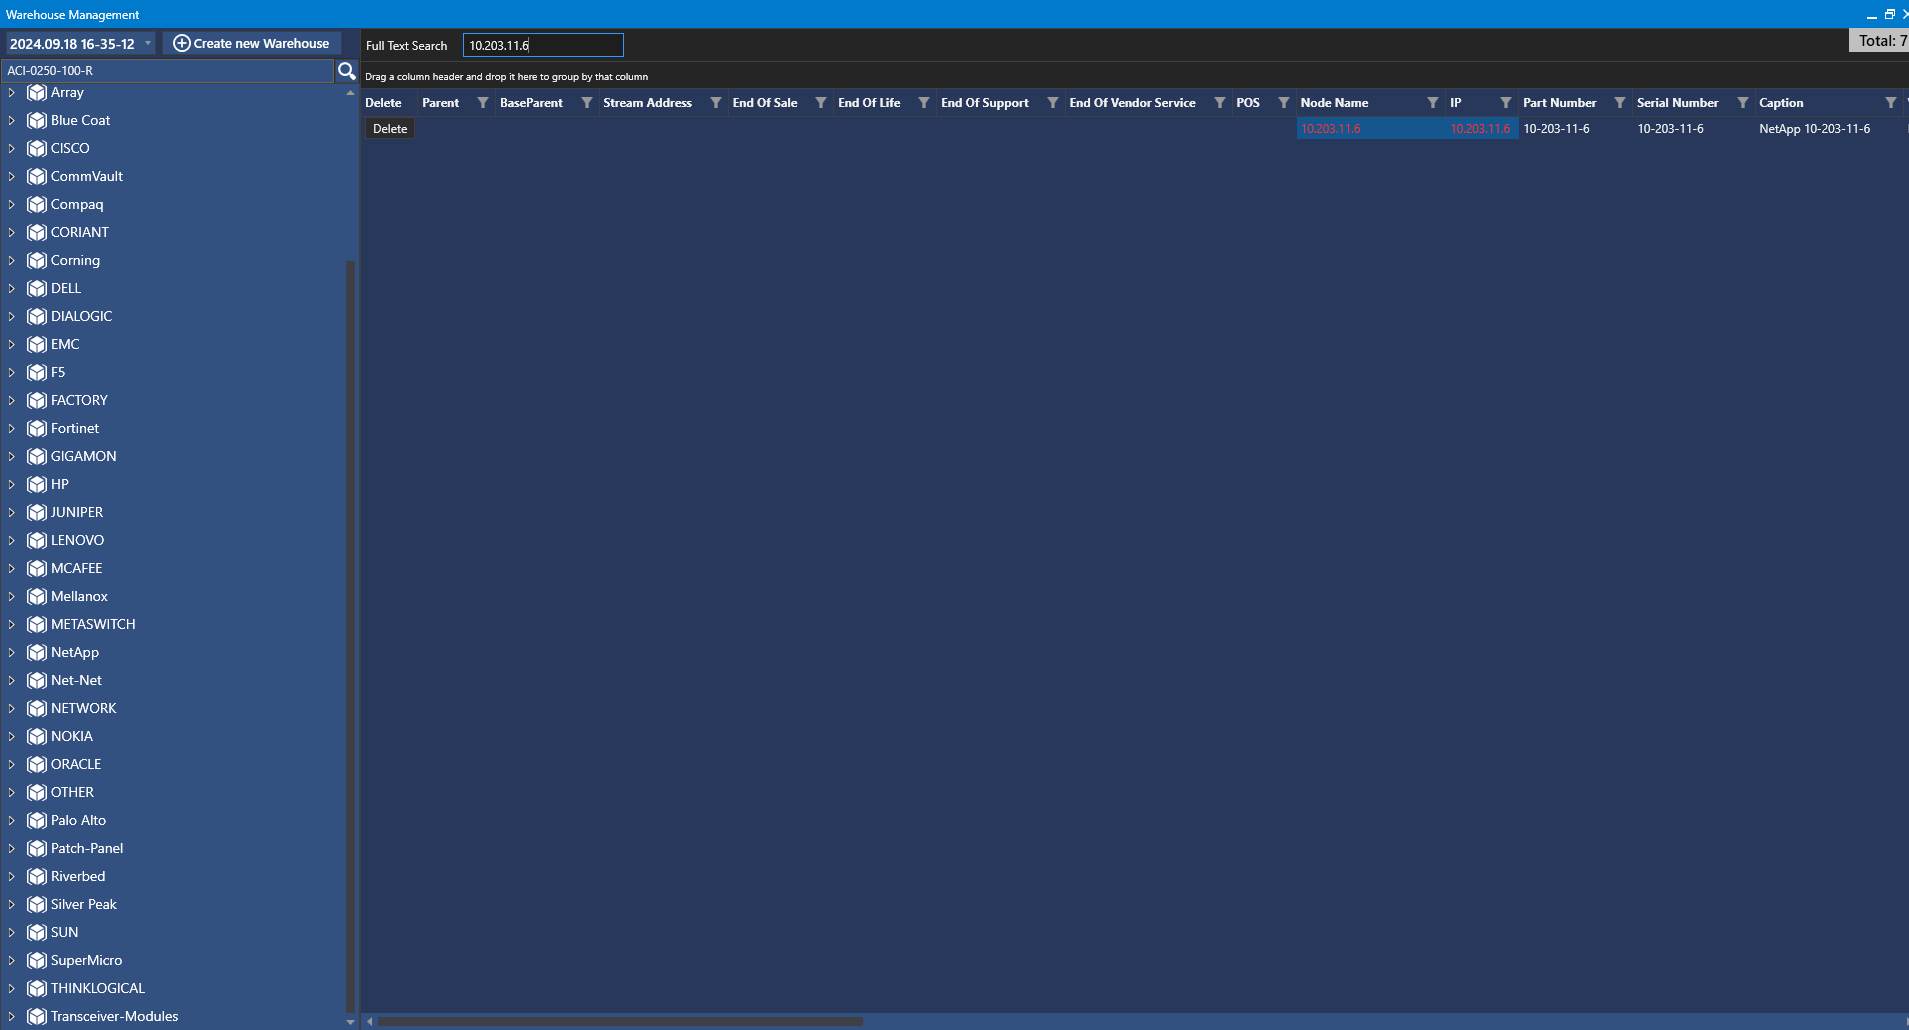 Warehouse Management
2024.09.18 16-35-12
Create new Warehouse
Full Text Search
10.203.11.6
Total: 7
ACI-0250-100-R
Drag a column header and drop it here to group by that column
Delete Parent BaseParent Stream Address End Of Sale End Of Life End Of Support End Of Vendor Service POS Node Name IP Part Number Serial Number Caption
Delete 10.203.11.6 10.203.11.6 10-203-11-6 10-203-11-6 NetApp 10-203-11-6
Array
Blue Coat
CISCO
CommVault
Compaq
CORIANT
Corning
DELL
DIALOGIC
EMC
F5
FACTORY
Fortinet
GIGAMON
HP
JUNIPER
LENOVO
MCAFEE
Mellanox
METASWITCH
NetApp
Net-Net
NETWORK
NOKIA
ORACLE
OTHER
Palo Alto
Patch-Panel
Riverbed
Silver Peak
SUN
SuperMicro
THINKLOGICAL
Transceiver-Modules